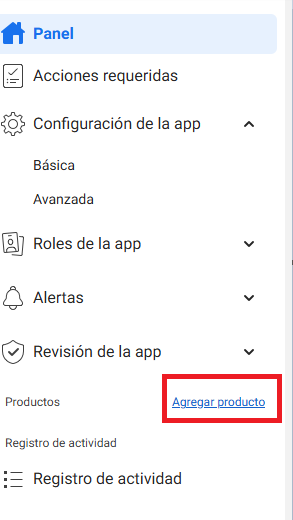 Panel
Acciones requeridas
Configuración de la app
Básica
Avanzada
Roles de la app
Alertas
Revisión de la app
Productos Agregar producto
Registro de actividad
Registro de actividad